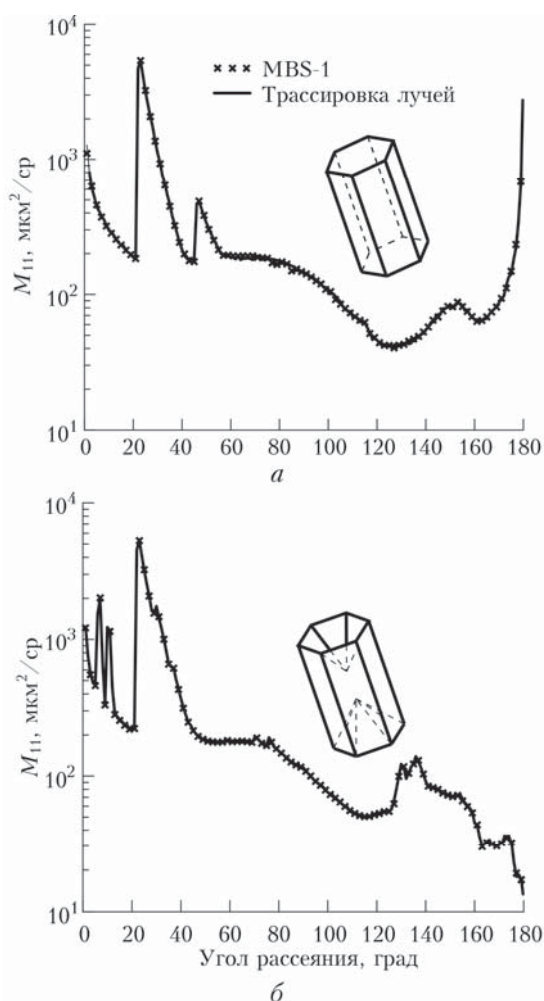 10⁴
××× MBS-1
— Трассировка лучей
10³
M₁₁, мкм²/ср
10²
10¹
0 20 40 60 80 100 120 140 160 180
а
10⁴
10³
M₁₁, мкм²/ср
10²
10¹
0 20 40 60 80 100 120 140 160 180
Угол рассеяния, град
б